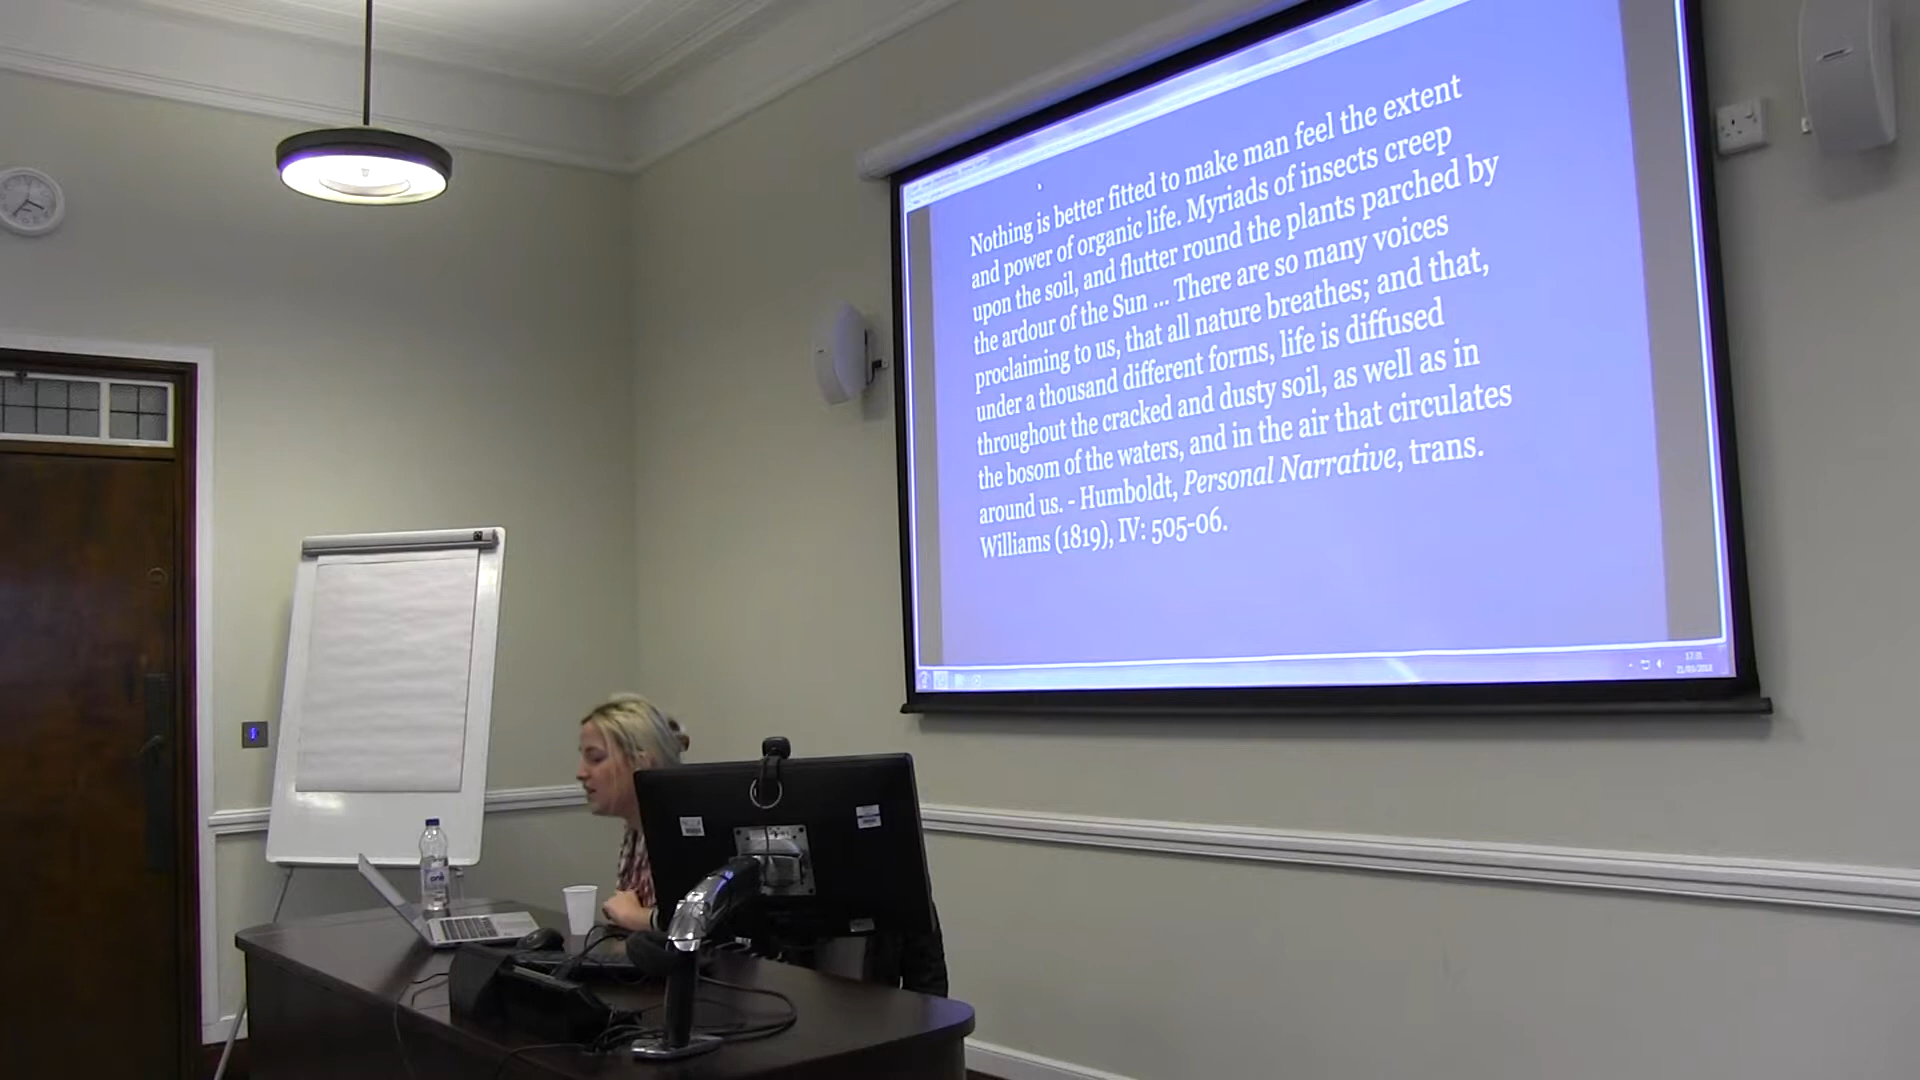 Nothing is better fitted to make man feel the extent
and power of organic life. Myriads of insects creep
upon the soil, and flutter round the plants parched by
the ardour of the Sun ... There are so many voices
proclaiming to us, that all nature breathes; and that,
under a thousand different forms, life is diffused
throughout the cracked and dusty soil, as well as in
the bosom of the waters, and in the air that circulates
around us. - Humboldt, Personal Narrative, trans.
Williams (1819), IV: 505-06.
17:31